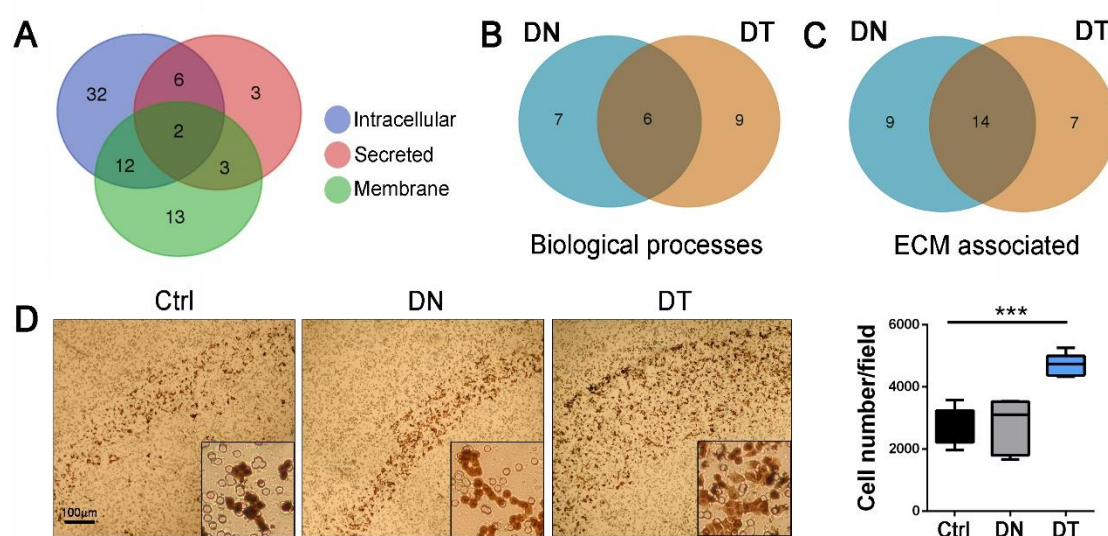 A
32
6
3
2
12
3
13
Intracellular
Secreted
Membrane
B
DN
DT
7
6
9
Biological processes
C
DN
DT
9
14
7
ECM associated
D
Ctrl
DN
DT
100μm
Cell number/field
6000
4000
2000
0
***
Ctrl
DN
DT